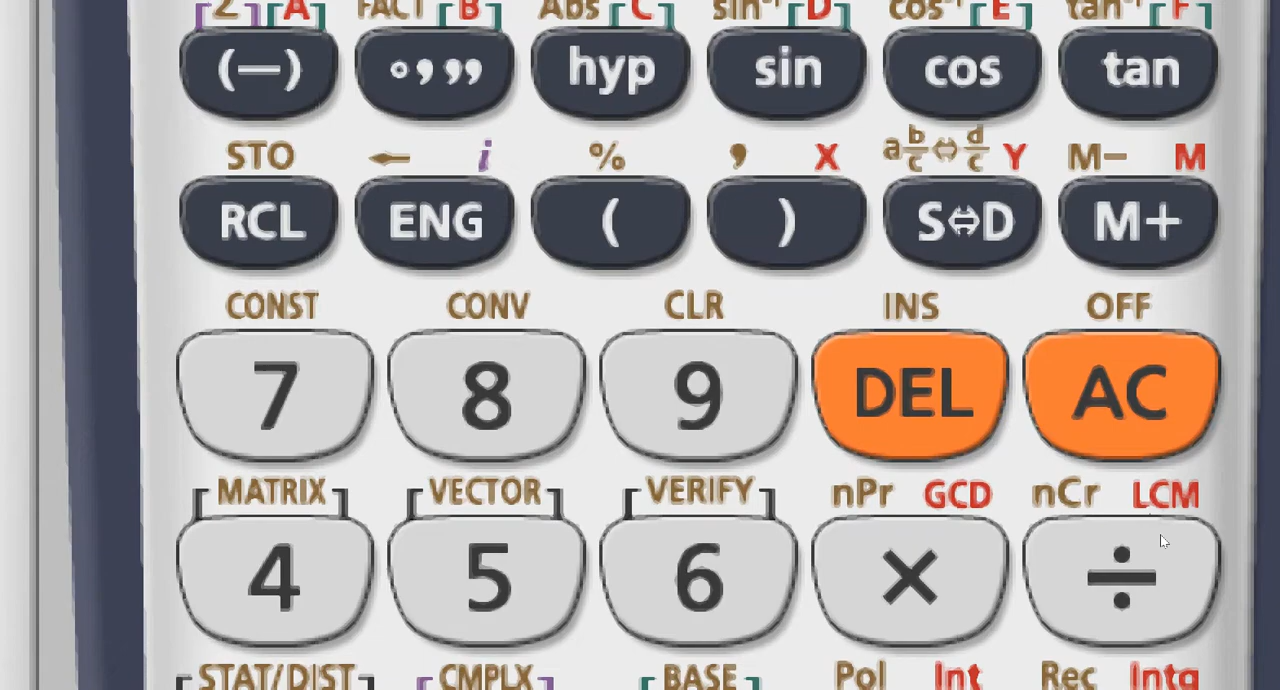 ∠ A FACT B Abs C sin⁻¹ D cos⁻¹ E tan⁻¹ F
(—) °,,, hyp sin cos tan
STO ← i % , X a b/c⇔d/c Y M– M
RCL ENG ( ) S⇔D M+
CONST CONV CLR INS OFF
7 8 9 DEL AC
MATRIX VECTOR VERIFY nPr GCD nCr LCM
4 5 6 × ÷
STAT/DIST CMPLX BASE Pol Int Rec Intg